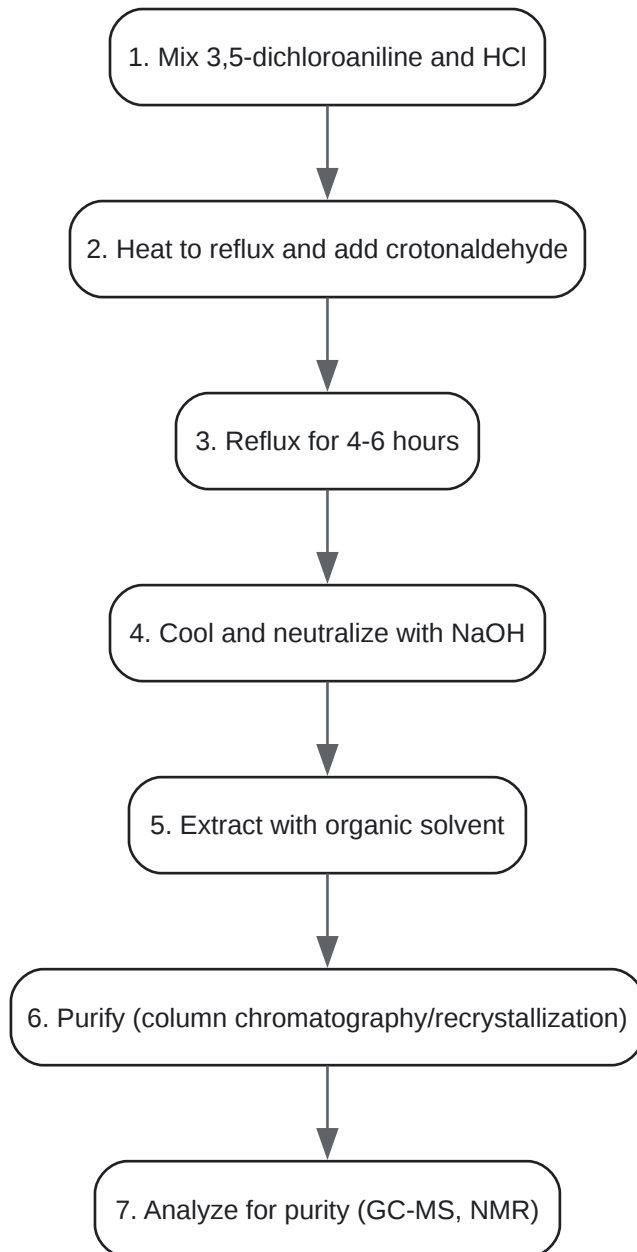 1. Mix 3,5-dichloroaniline and HCl
2. Heat to reflux and add crotonaldehyde
3. Reflux for 4-6 hours
4. Cool and neutralize with NaOH
5. Extract with organic solvent
6. Purify (column chromatography/recrystallization)
7. Analyze for purity (GC-MS, NMR)